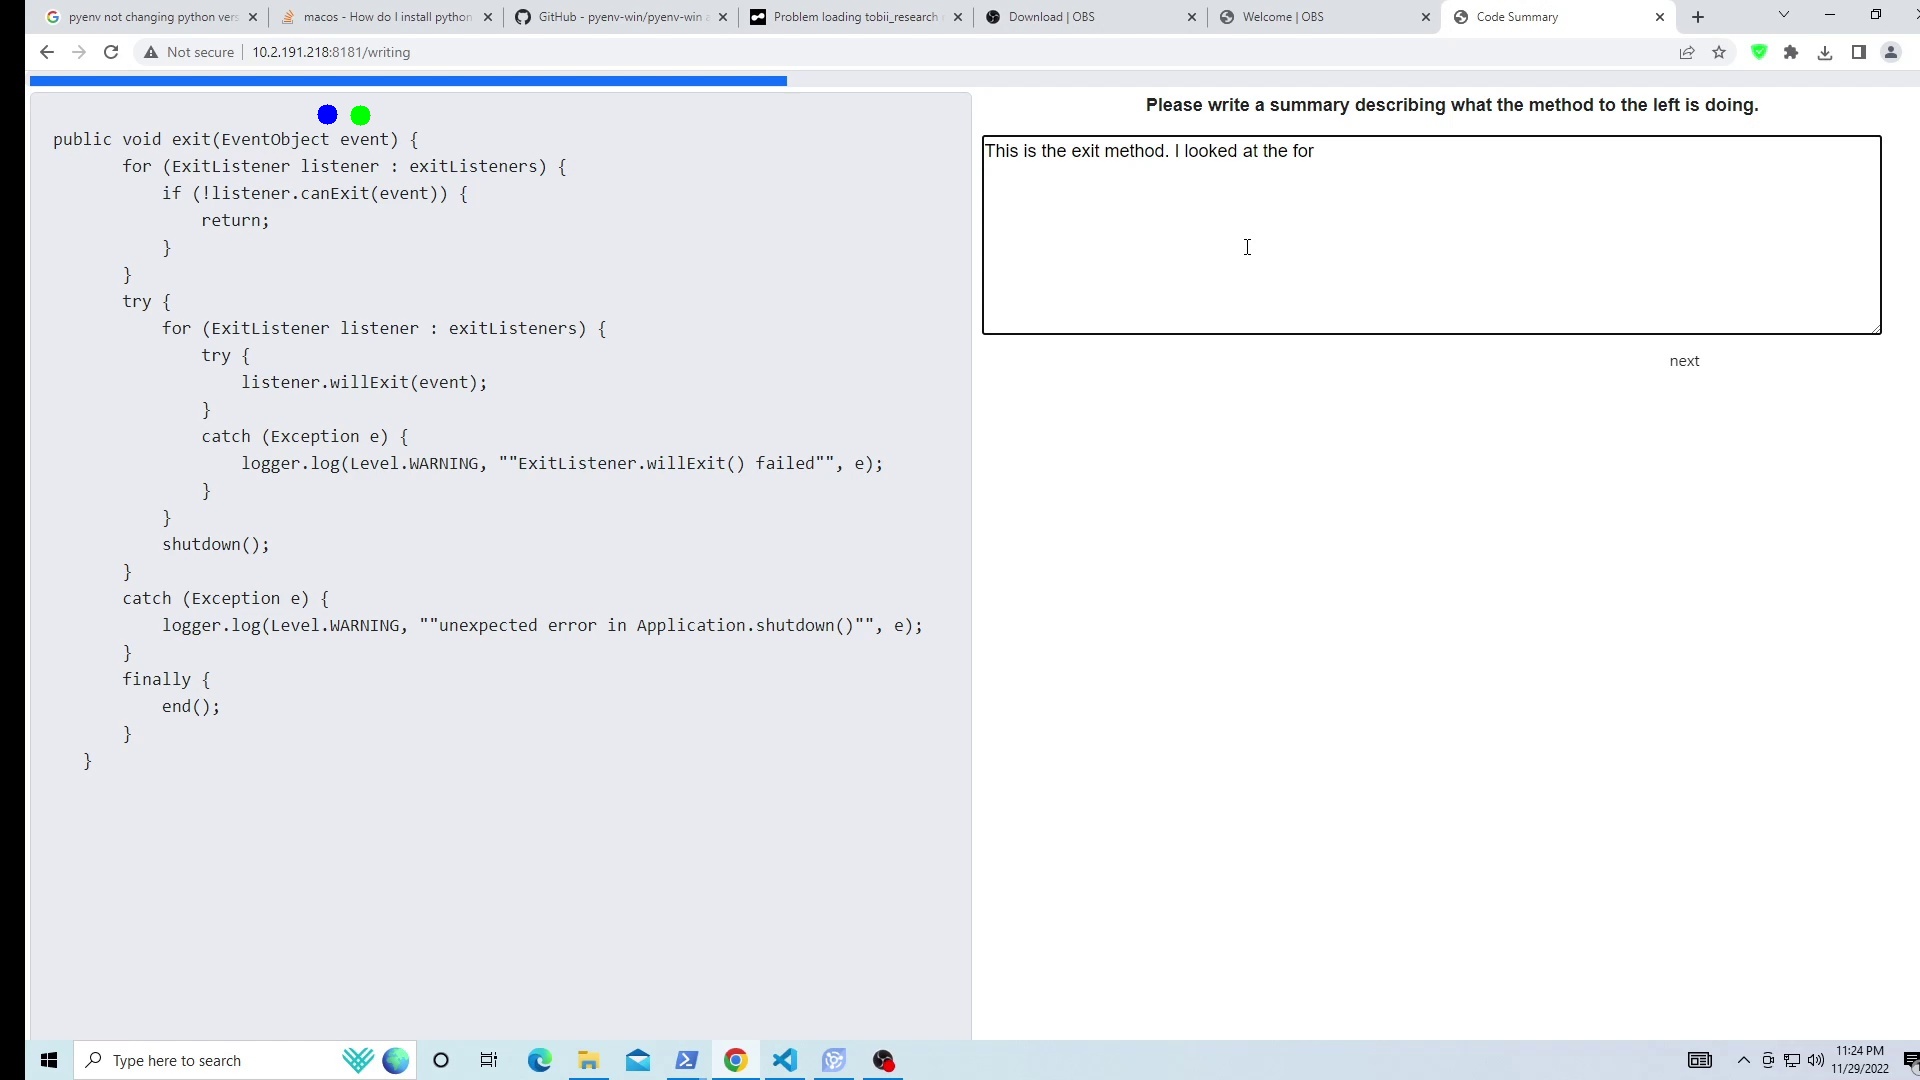 pyenv not changing python vers
macos - How do I install python
GitHub - pyenv-win/pyenv-win
Problem loading tobii_research
Download | OBS
Welcome | OBS
Code Summary
Not secure
10.2.191.218:8181/writing
public void exit(EventObject event) {
for (ExitListener listener : exitListeners) {
if (!listener.canExit(event)) {
return;
}
}
try {
for (ExitListener listener : exitListeners) {
try {
listener.willExit(event);
}
catch (Exception e) {
logger.log(Level.WARNING, ""ExitListener.willExit() failed"", e);
}
}
shutdown();
}
catch (Exception e) {
logger.log(Level.WARNING, ""unexpected error in Application.shutdown()"", e);
}
finally {
end();
}
}
Please write a summary describing what the method to the left is doing.
This is the exit method. I looked at the for
next
Type here to search
11:24 PM
11/29/2022